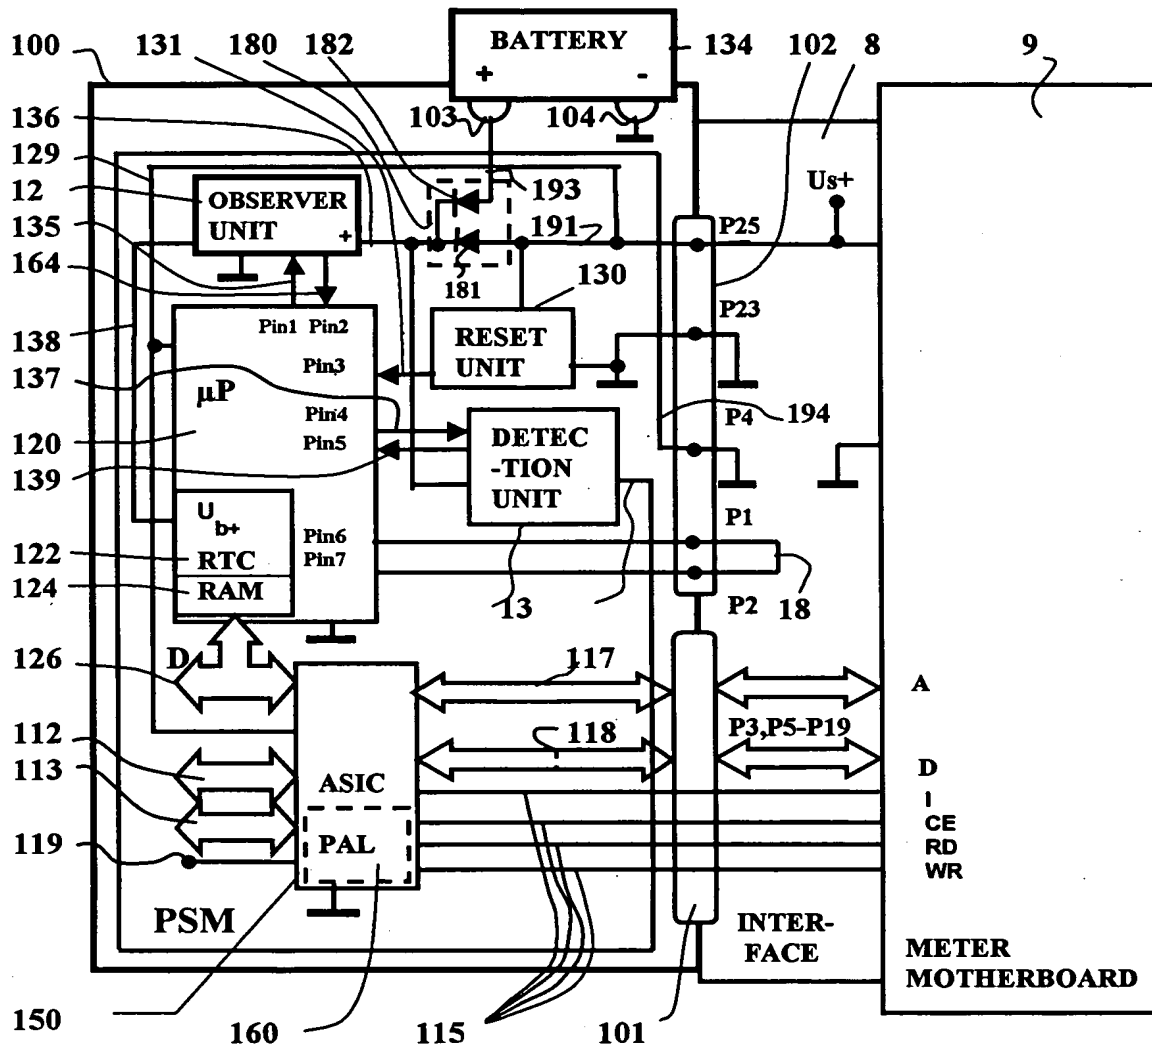 BATTERY
100
131
180
182
134
102
8
9
+
-
136
103
104
129
193
12
OBSERVER
UNIT
+
Us+
191
P25
135
181
130
164
Pin1
Pin2
RESET
UNIT
P23
138
Pin3
137
µP
Pin4
P4
194
120
Pin5
DETEC
-TION
UNIT
139
Ub+
Pin6
P1
122
RTC
Pin7
124
RAM
13
P2
18
D
126
117
A
P3,P5-P19
112
118
D
113
ASIC
I
CE
119
PAL
RD
WR
PSM
INTER-
FACE
METER
MOTHERBOARD
150
160
115
101